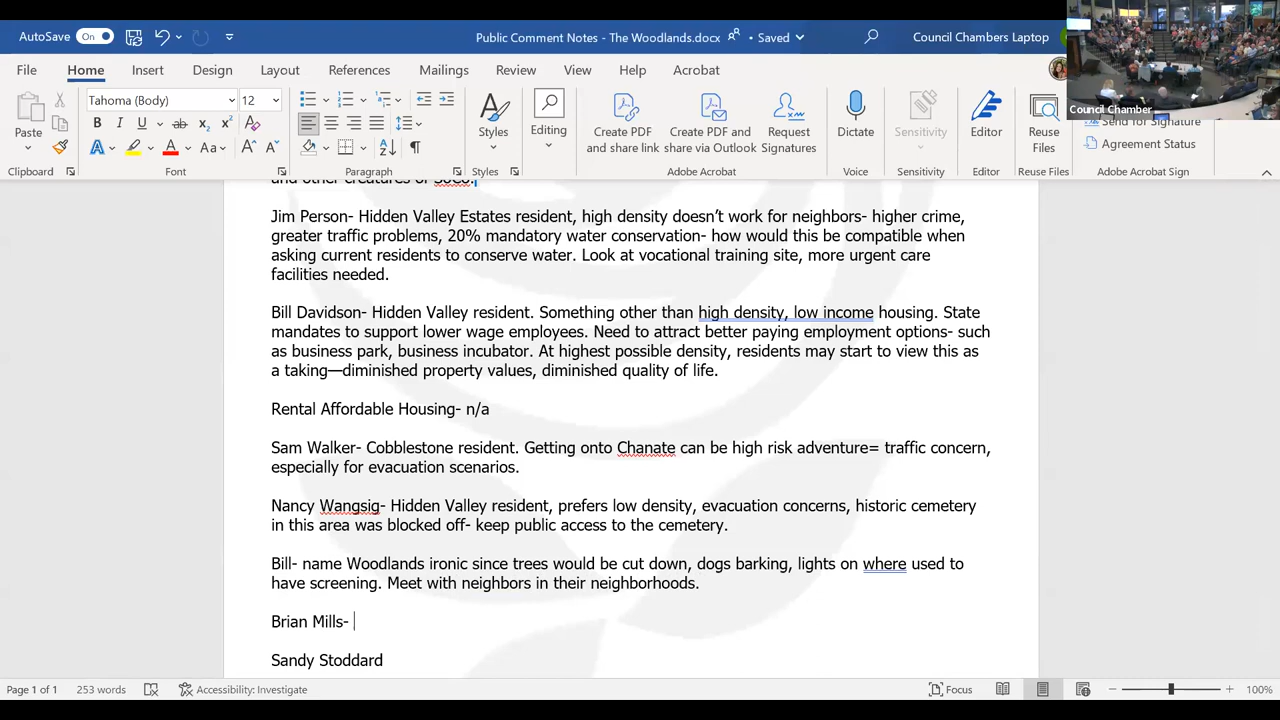 AutoSave On
Public Comment Notes - The Woodlands.docx • Saved
Council Chambers Laptop
File Home Insert Design Layout References Mailings Review View Help Acrobat
Council Chamber
Paste
Clipboard
Tahoma (Body) 12
B I U ab x₂ x² A
A A Aa A A
Font
Paragraph
Styles
Styles
Editing
Create PDF and share link
Create PDF and share via Outlook
Request Signatures
Adobe Acrobat
Dictate
Voice
Sensitivity
Sensitivity
Editor
Editor
Reuse Files
Reuse Files
Send for Signature
Agreement Status
Adobe Acrobat Sign
and other creatures of SoCo.
Jim Person- Hidden Valley Estates resident, high density doesn’t work for neighbors- higher crime,
greater traffic problems, 20% mandatory water conservation- how would this be compatible when
asking current residents to conserve water. Look at vocational training site, more urgent care
facilities needed.
Bill Davidson- Hidden Valley resident. Something other than high density, low income housing. State
mandates to support lower wage employees. Need to attract better paying employment options- such
as business park, business incubator. At highest possible density, residents may start to view this as
a taking—diminished property values, diminished quality of life.
Rental Affordable Housing- n/a
Sam Walker- Cobblestone resident. Getting onto Chanate can be high risk adventure= traffic concern,
especially for evacuation scenarios.
Nancy Wangsig- Hidden Valley resident, prefers low density, evacuation concerns, historic cemetery
in this area was blocked off- keep public access to the cemetery.
Bill- name Woodlands ironic since trees would be cut down, dogs barking, lights on where used to
have screening. Meet with neighbors in their neighborhoods.
Brian Mills-
Sandy Stoddard
Page 1 of 1 253 words Accessibility: Investigate Focus 100%